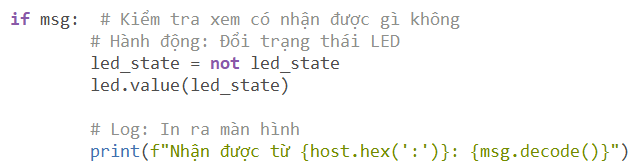 if msg:  # Kiểm tra xem có nhận được gì không
        # Hành động: Đổi trạng thái LED
        led_state = not led_state
        led.value(led_state)

        # Log: In ra màn hình
        print(f"Nhận được từ {host.hex(':')}: {msg.decode()}")